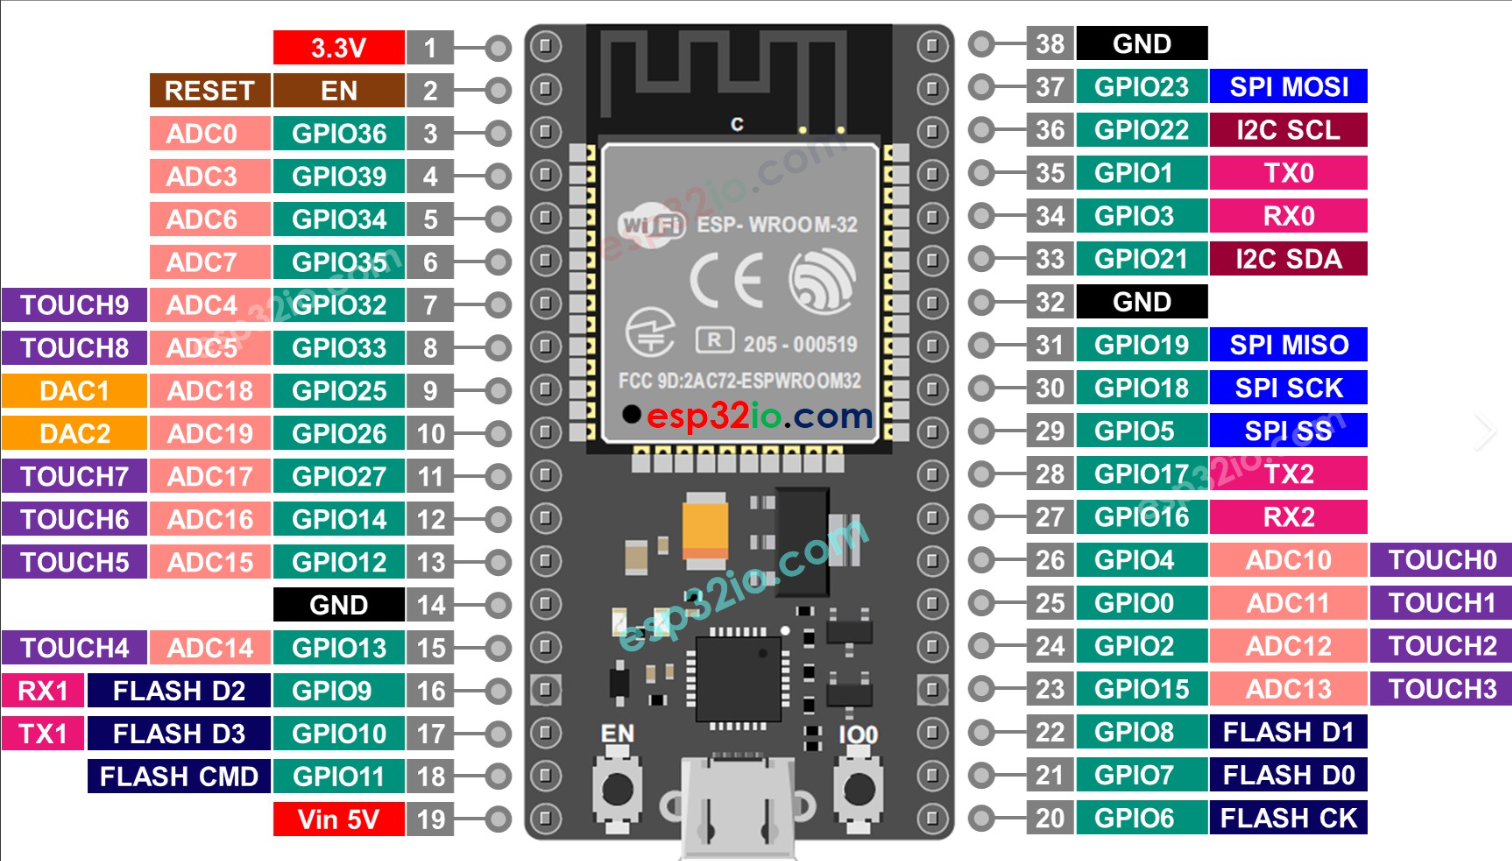 3.3V 1
RESET EN 2
ADC0 GPIO36 3
ADC3 GPIO39 4
ADC6 GPIO34 5
ADC7 GPIO35 6
TOUCH9 ADC4 GPIO32 7
TOUCH8 ADC5 GPIO33 8
DAC1 ADC18 GPIO25 9
DAC2 ADC19 GPIO26 10
TOUCH7 ADC17 GPIO27 11
TOUCH6 ADC16 GPIO14 12
TOUCH5 ADC15 GPIO12 13
GND 14
TOUCH4 ADC14 GPIO13 15
RX1 FLASH D2 GPIO9 16
TX1 FLASH D3 GPIO10 17
FLASH CMD GPIO11 18
Vin 5V 19
C
WiFi ESP- WROOM-32
CE
R 205 - 000519
FCC 9D:2AC72-ESPWROOM32
esp32io.com
esp32io.com
esp32io.com
esp32io.com
esp32io.com
EN
IO0
38 GND
37 GPIO23 SPI MOSI
36 GPIO22 I2C SCL
35 GPIO1 TX0
34 GPIO3 RX0
33 GPIO21 I2C SDA
32 GND
31 GPIO19 SPI MISO
30 GPIO18 SPI SCK
29 GPIO5 SPI SS
28 GPIO17 TX2
27 GPIO16 RX2
26 GPIO4 ADC10 TOUCH0
25 GPIO0 ADC11 TOUCH1
24 GPIO2 ADC12 TOUCH2
23 GPIO15 ADC13 TOUCH3
22 GPIO8 FLASH D1
21 GPIO7 FLASH D0
20 GPIO6 FLASH CK